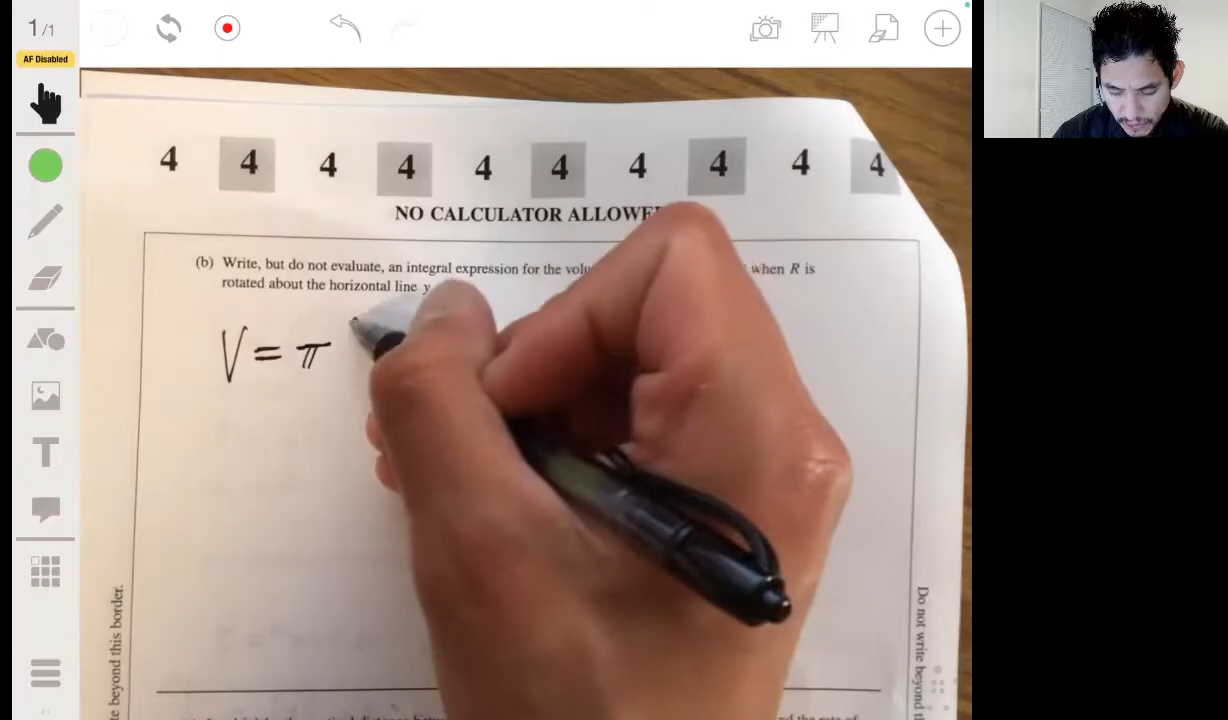 1/1
AF Disabled
T
4 4 4 4 4 4 4 4 4 4
NO CALCULATOR ALLOWE
(b) Write, but do not evaluate, an integral expression for the when R is
rotated about the horizontal line y
V = π
te beyond this border.
Do not write beyond